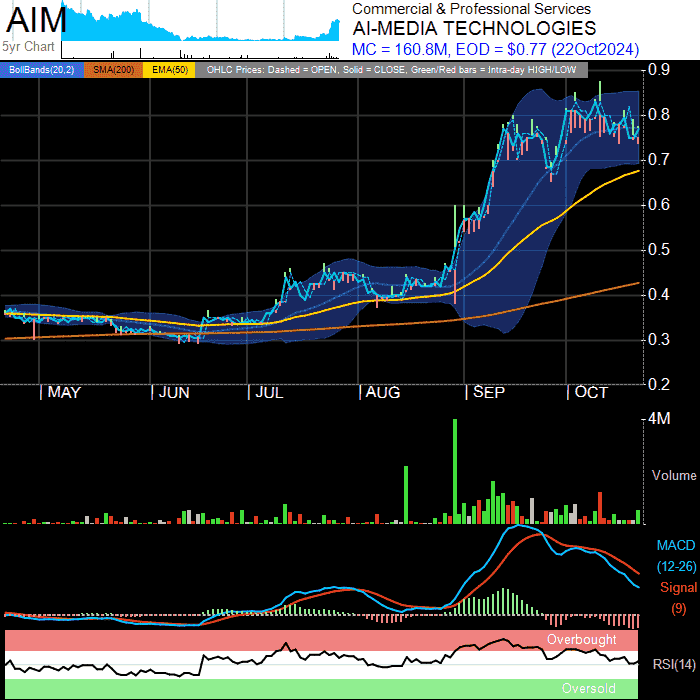 AIM
5yr Chart
Commercial & Professional Services
AI-MEDIA TECHNOLOGIES
MC = 160.8M, EOD = $0.77 (22Oct2024)
BollBands(20,2) SMA(200) EMA(50) OHLC Prices: Dashed = OPEN, Solid = CLOSE, Green/Red bars = Intra-day HIGH/LOW
0.9
0.8
0.7
0.6
0.5
0.4
0.3
0.2
MAY JUN JUL AUG SEP OCT
4M
Volume
MACD
(12-26)
Signal
(9)
Overbought
RSI(14)
Oversold